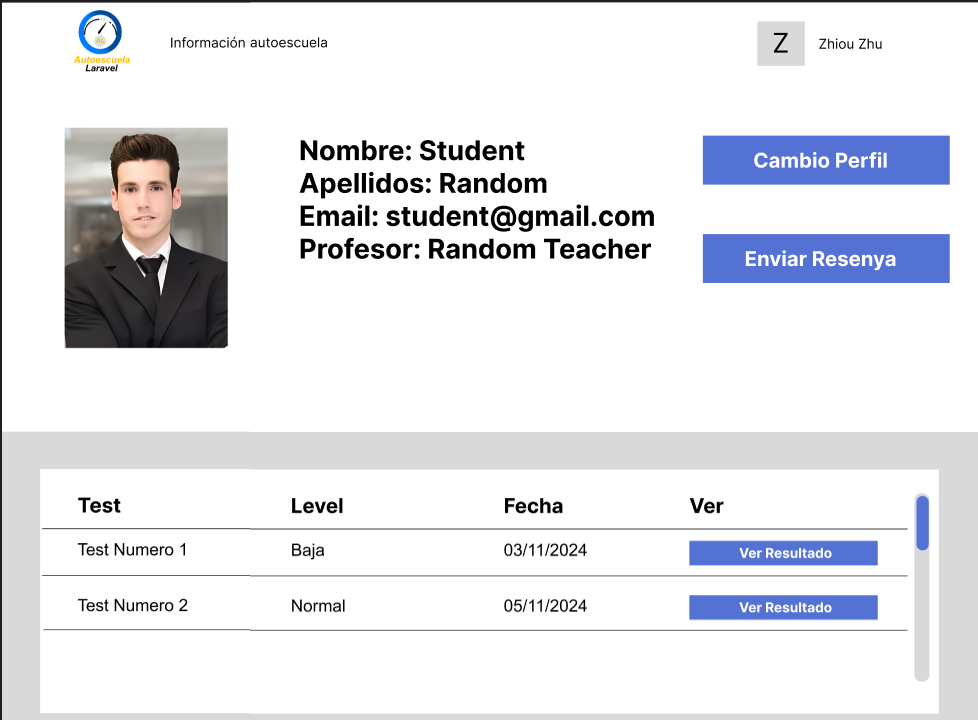 Autoescuela
Laravel
Información autoescuela
Z
Zhiou Zhu
Nombre: Student
Apellidos: Random
Email: student@gmail.com
Profesor: Random Teacher
Cambio Perfil
Enviar Resenya
Test Level Fecha Ver
Test Numero 1 Baja 03/11/2024 Ver Resultado
Test Numero 2 Normal 05/11/2024 Ver Resultado